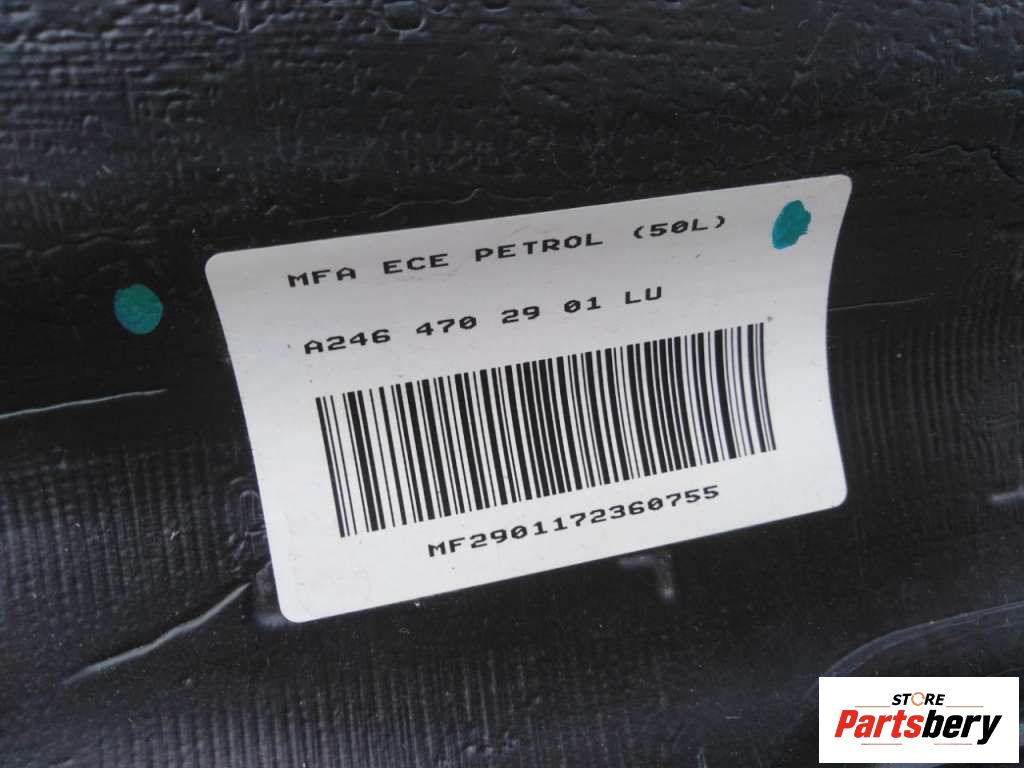 MFA ECE PETROL (50L)
A246 470 29 01 LU
MF2901172360755
STORE
Partsbery